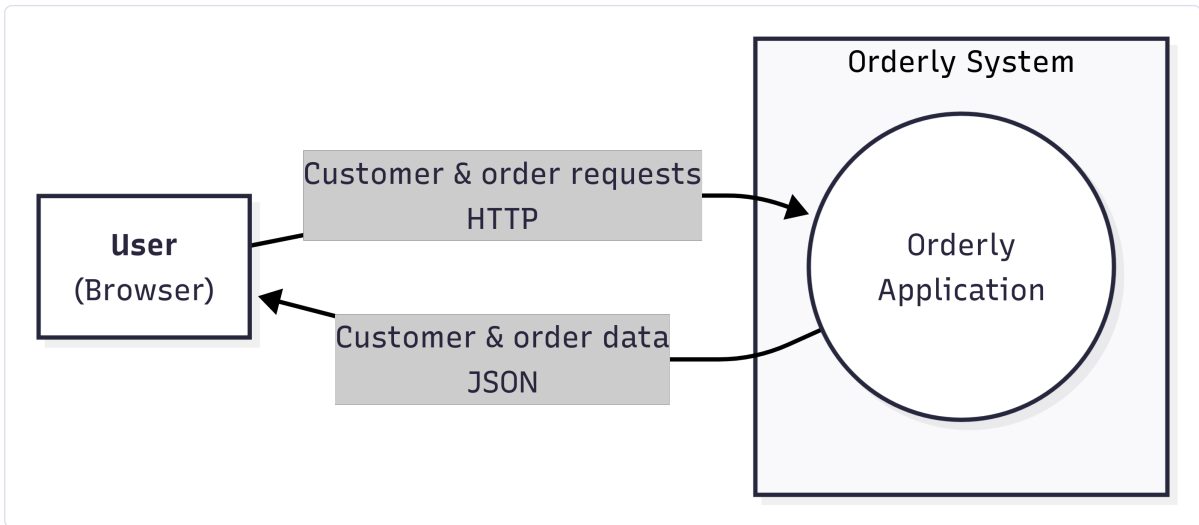 Orderly System
Customer & order requests
HTTP
User
(Browser)
Orderly
Application
Customer & order data
JSON